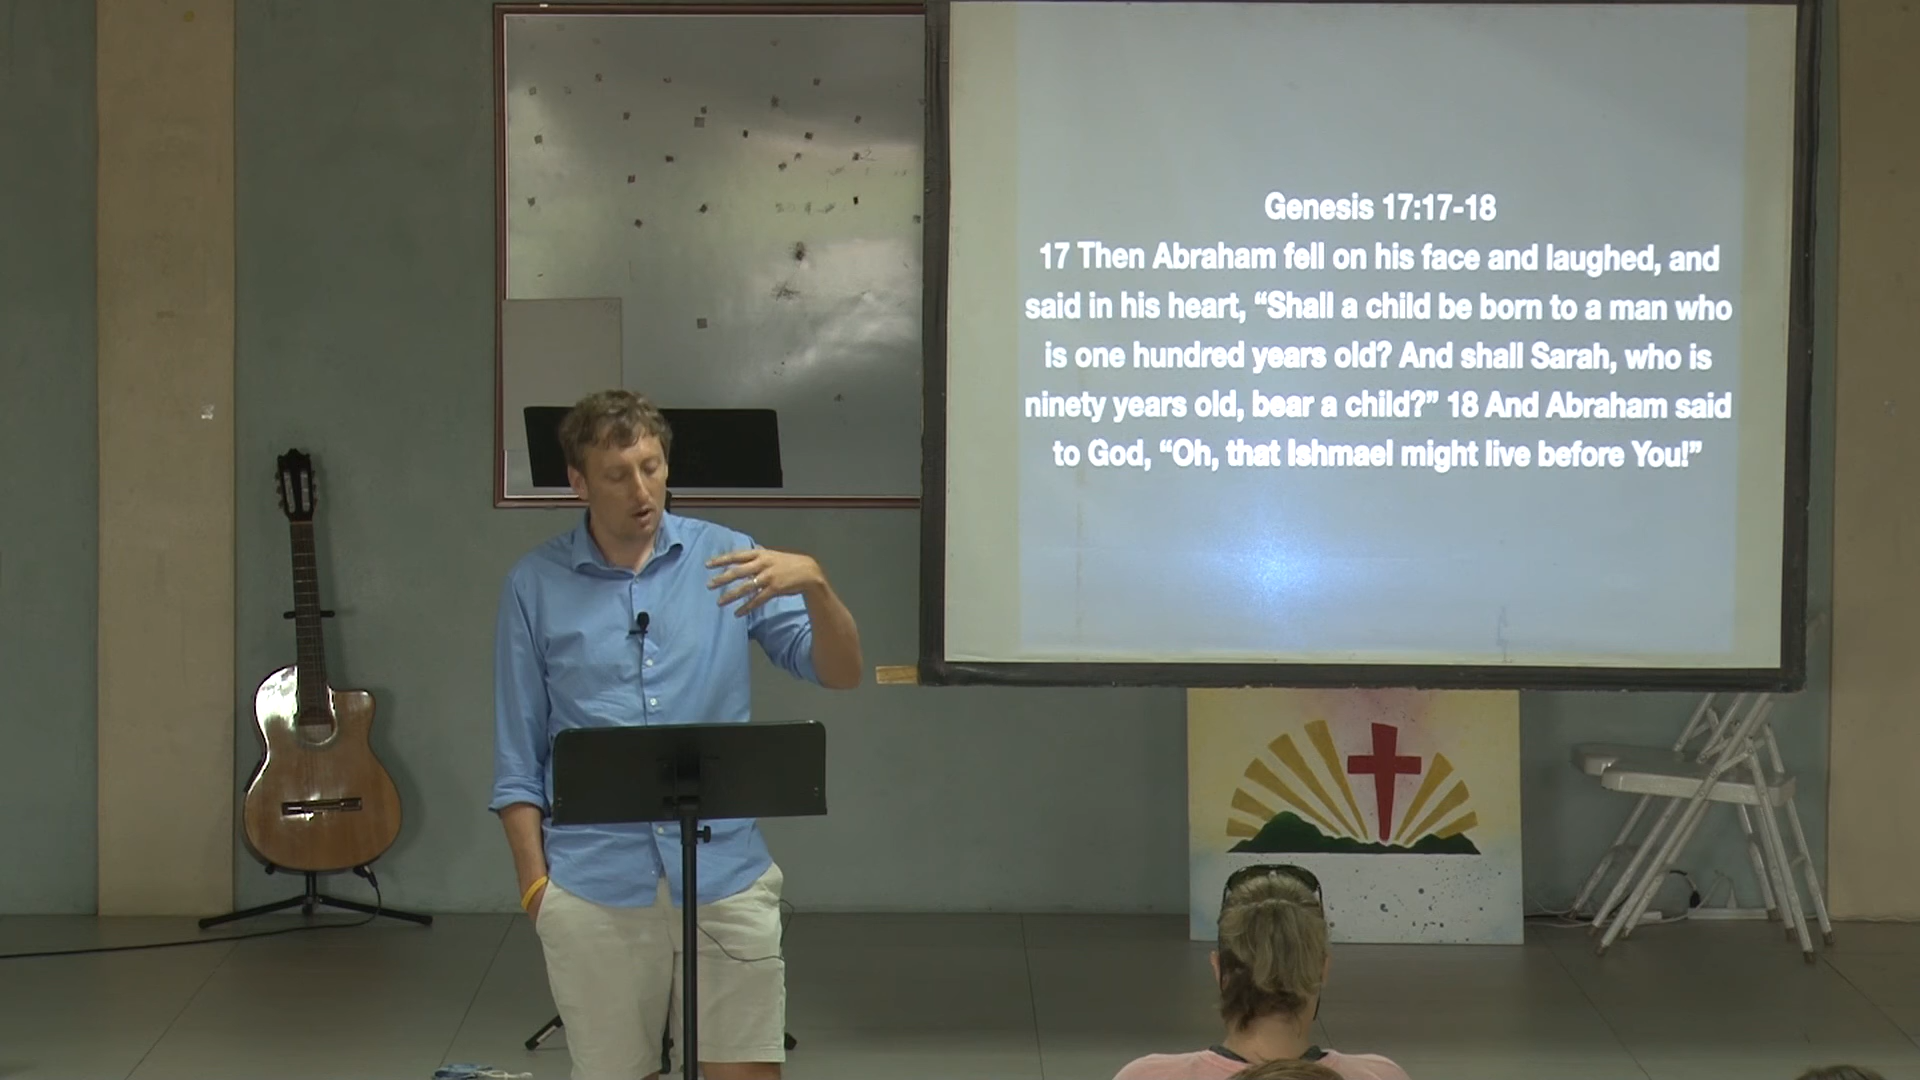 Genesis 17:17-18
17 Then Abraham fell on his face and laughed, and
said in his heart, “Shall a child be born to a man who
is one hundred years old? And shall Sarah, who is
ninety years old, bear a child?” 18 And Abraham said
to God, “Oh, that Ishmael might live before You!”